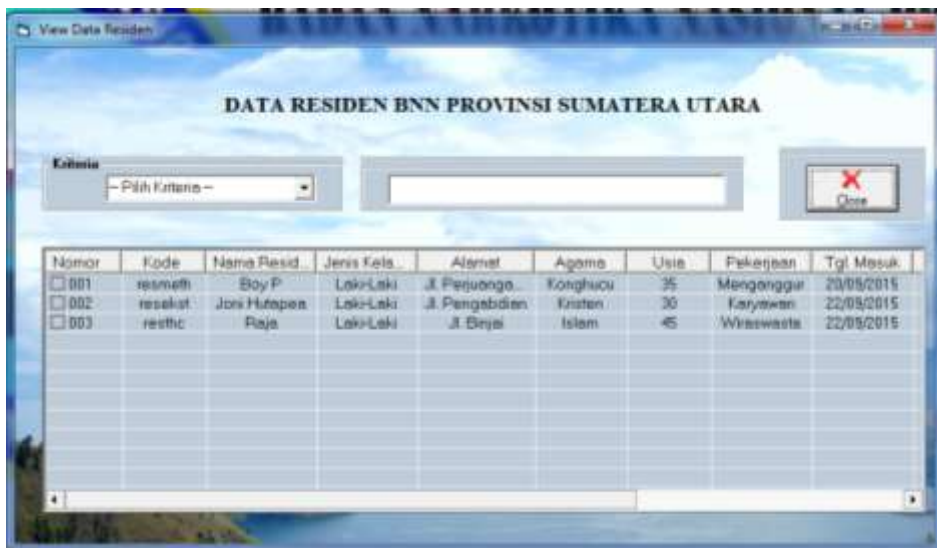 View Data Residen
DATA RESIDEN BNN PROVINSI SUMATERA UTARA
Kriteria
-- Pilih Kriteria --
Close
Nomor Kode Nama Resid... Jenis Kela... Alamat Agama Usia Pekerjaan Tgl. Masuk
001 resmeth Boy P Laki-Laki Jl. Perjuanga... Konghucu 35 Menganggur 20/09/2015
002 Joni Hutapea Laki-Laki Jl. Pengabdian Kristen 30 Karyawan 22/09/2015
003 resthc Raja Laki-Laki Jl. Binjai Islam 45 Wiraswasta 22/09/2015